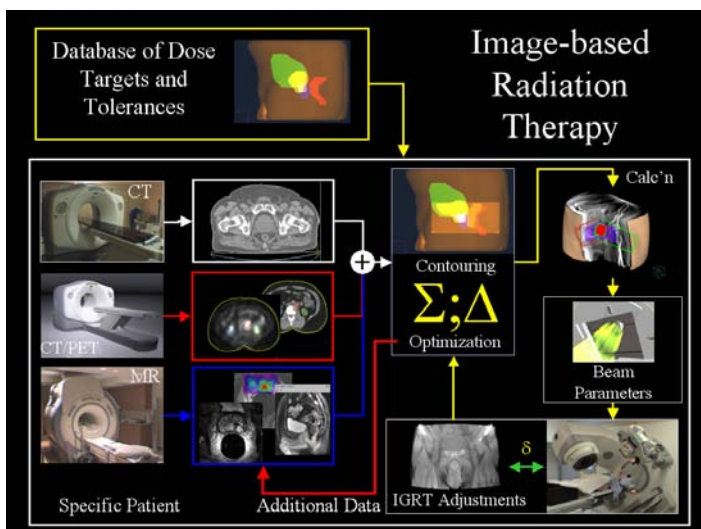 Database of Dose
Targets and
Tolerances
Image-based
Radiation
Therapy
CT
Calc'n
+
Contouring
Σ;Δ
Optimization
CT/PET
MR
Beam
Parameters
δ
IGRT Adjustments
Specific Patient
Additional Data